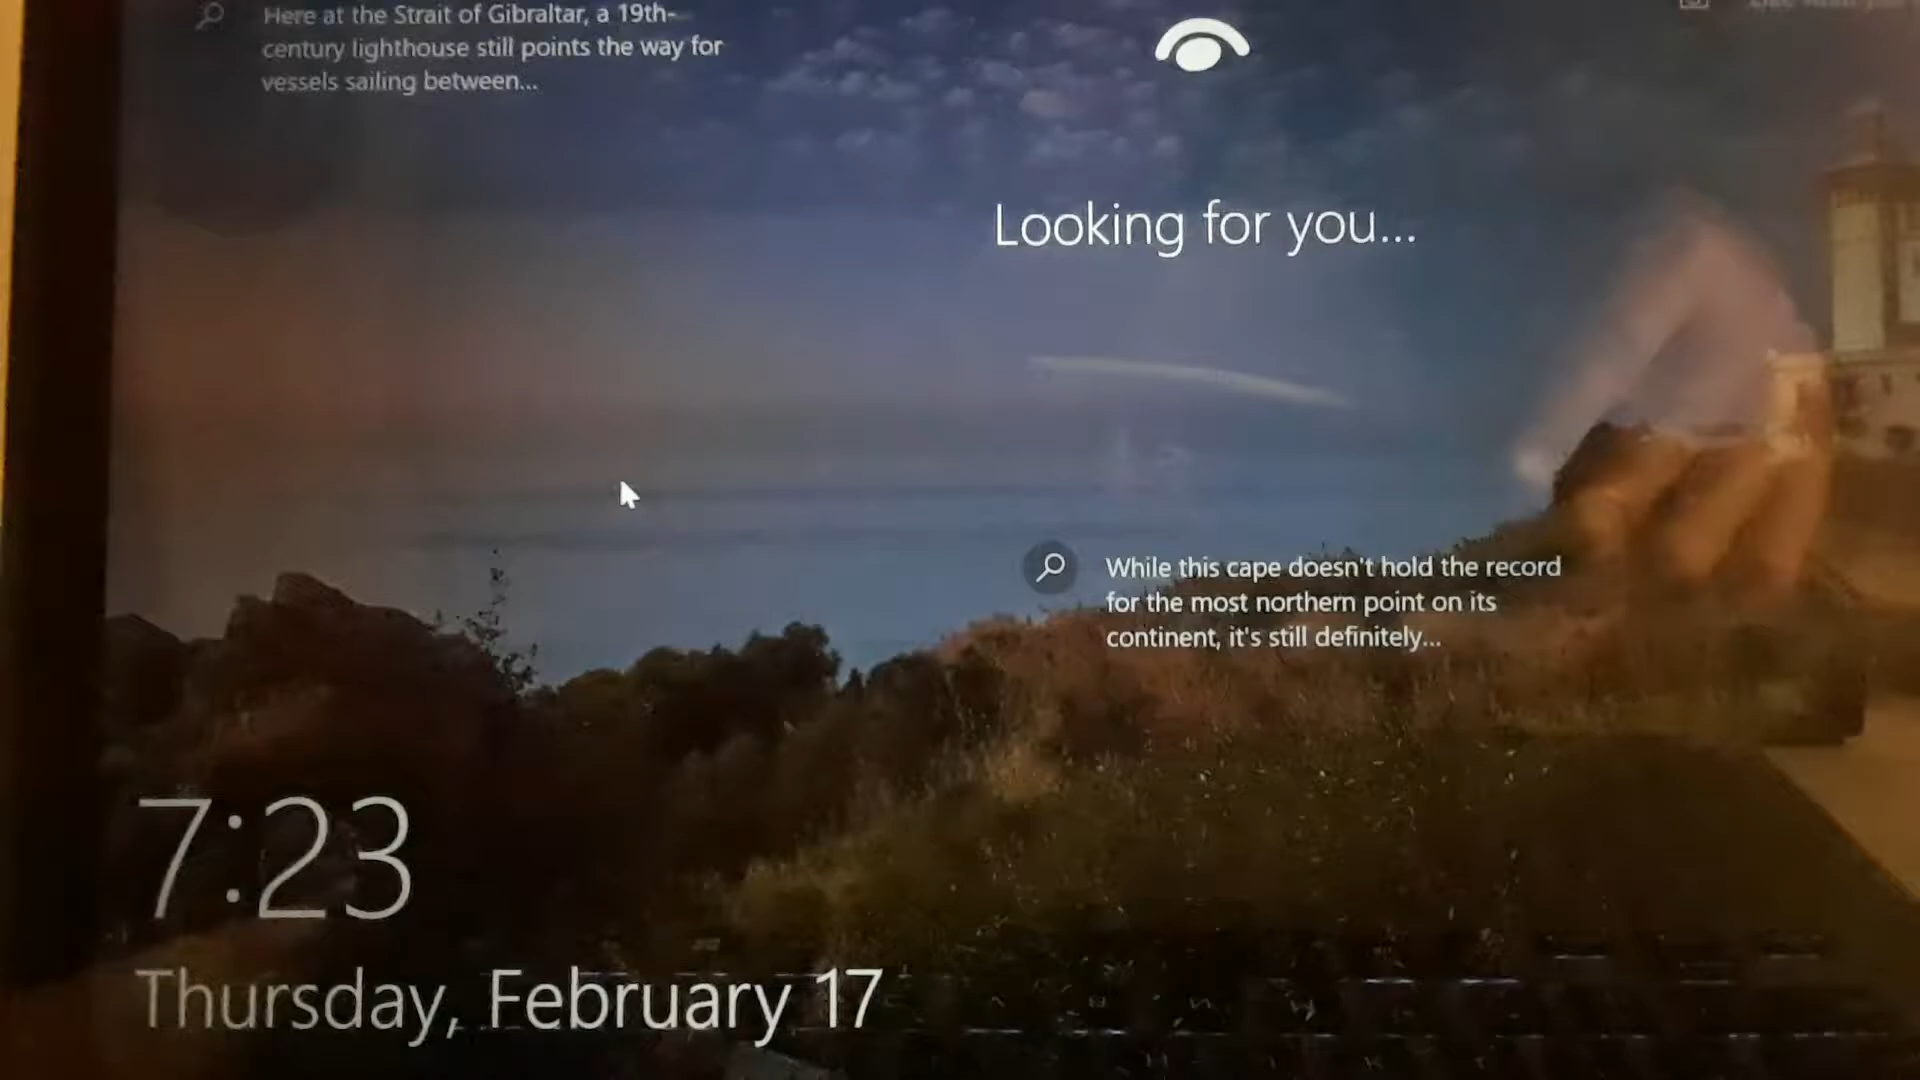 Here at the Strait of Gibraltar, a 19th-
century lighthouse still points the way for
vessels sailing between...
Looking for you...
While this cape doesn't hold the record
for the most northern point on its
continent, it's still definitely...
7:23
Thursday, February 17